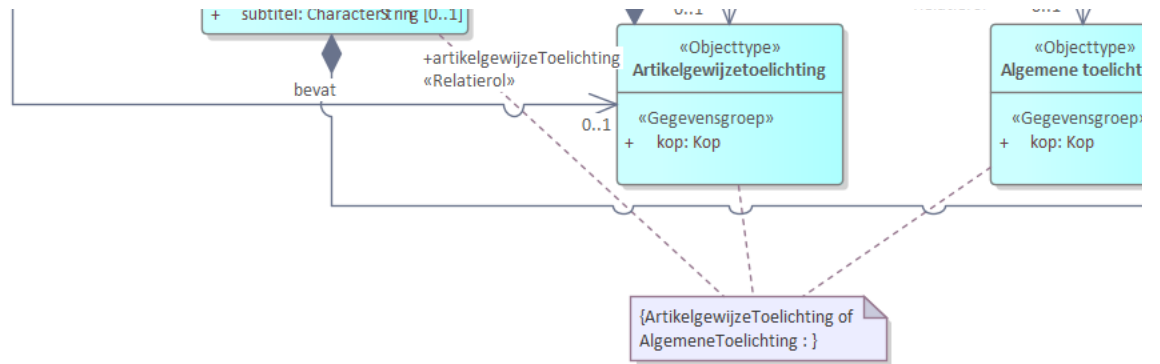 + subtitel: CharacterString [0..1]
0..1
0..1
+artikelgewijzeToelichting
«Relatierol»
bevat
0..1
«Objecttype»
Artikelgewijzetoelichting
«Gegevensgroep»
+ kop: Kop
«Objecttype»
Algemene toelicht
«Gegevensgroep»
+ kop: Kop
{ArtikelgewijzeToelichting of
AlgemeneToelichting : }